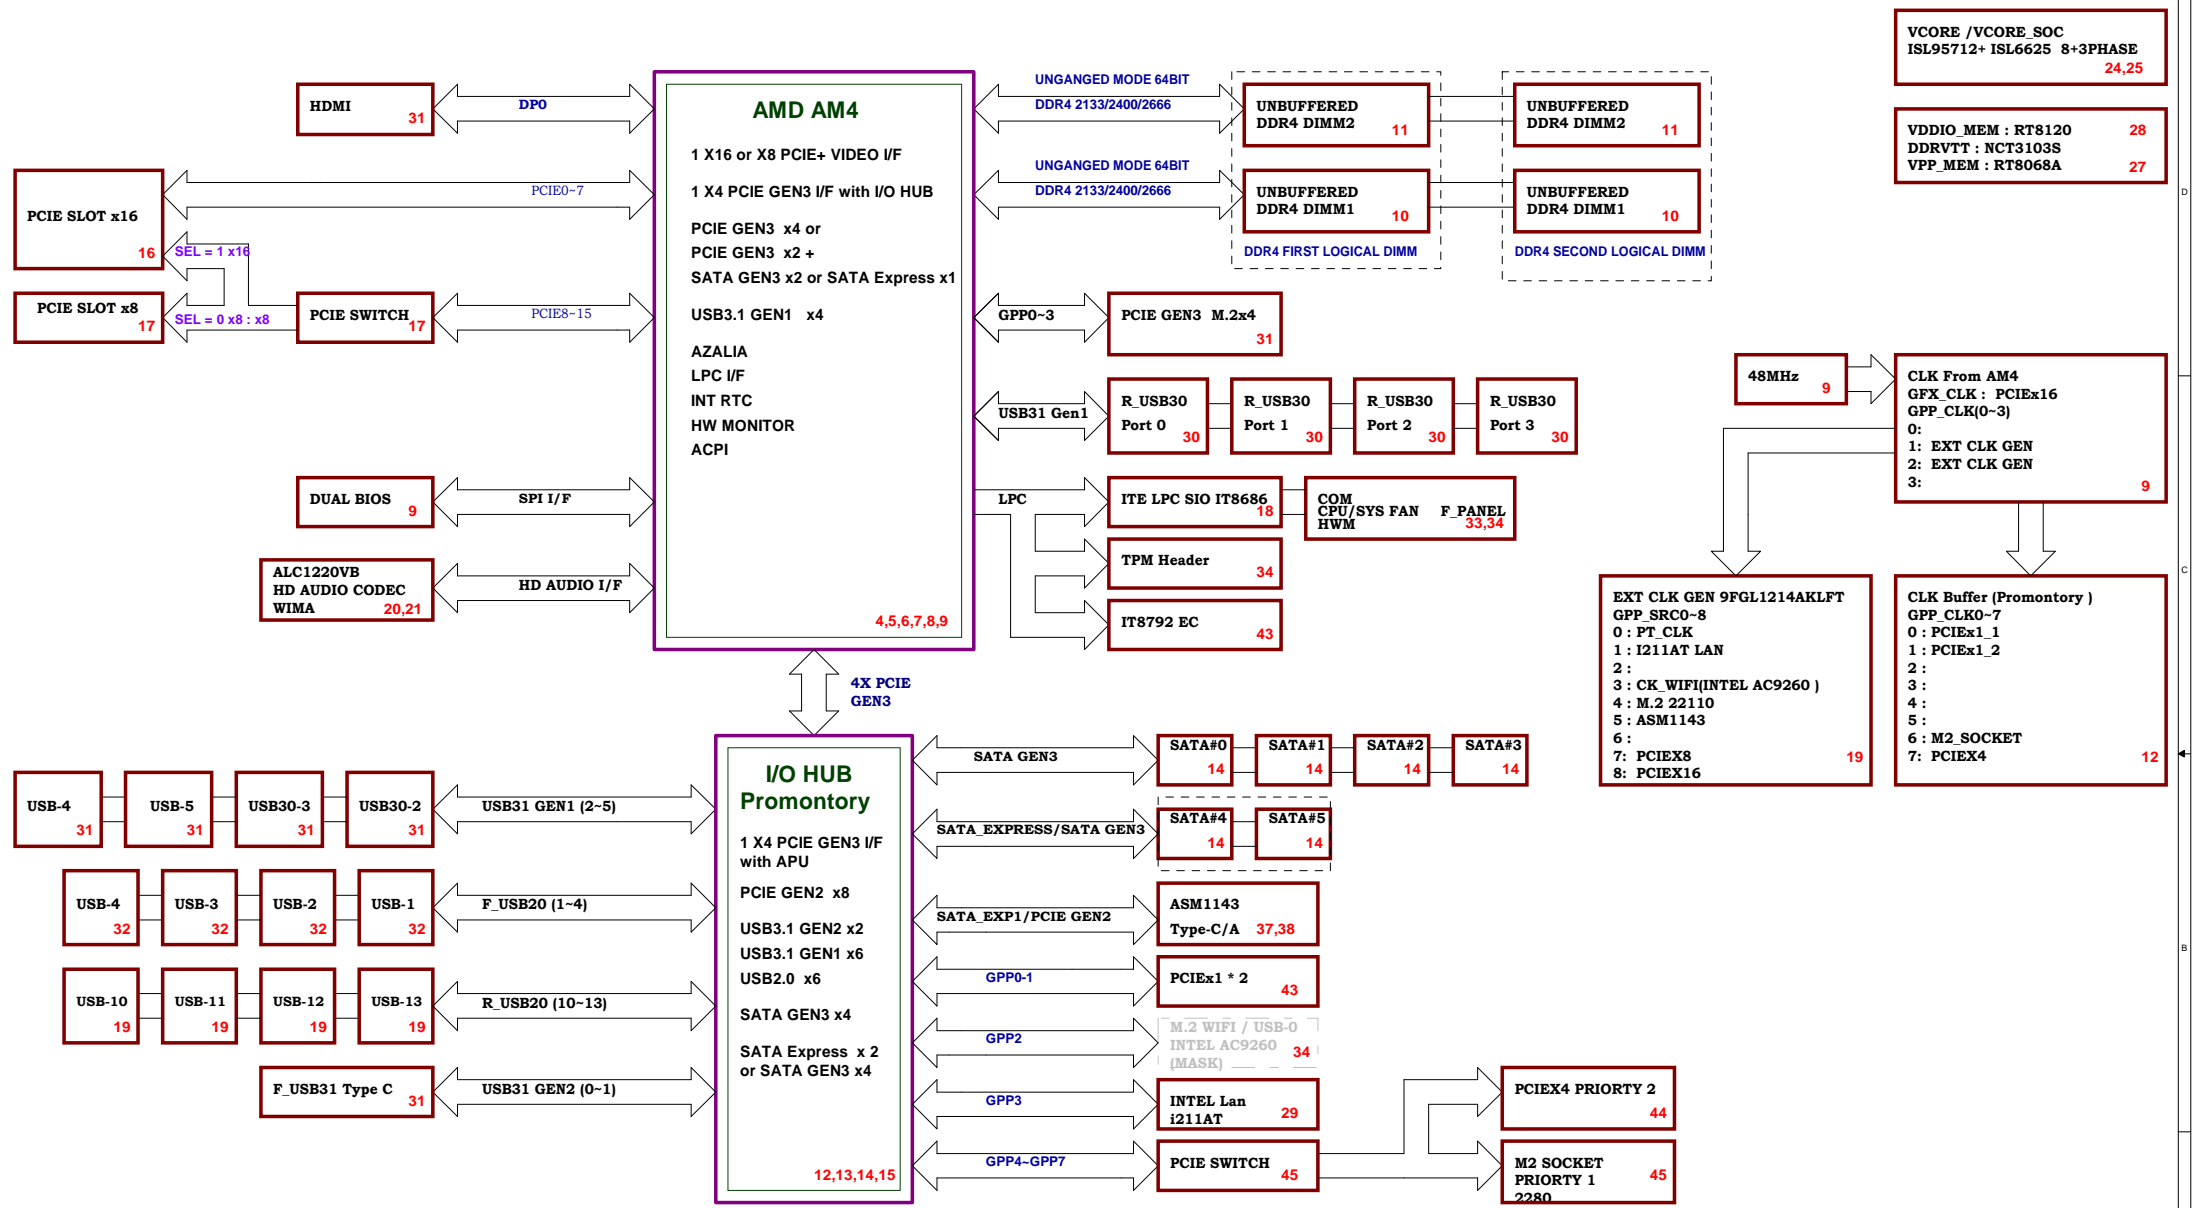 HDMI
31
DP0
PCIE SLOT x16
16
PCIE0~7
SEL = 1 x16
PCIE SLOT x8
17
SEL = 0 x8 : x8
PCIE SWITCH
17
PCIE8~15
DUAL BIOS
9
SPI I/F
ALC1220VB
HD AUDIO CODEC
WIMA
20,21
HD AUDIO I/F
AMD AM4
1 X16 or X8 PCIE+ VIDEO I/F
1 X4 PCIE GEN3 I/F with I/O HUB
PCIE GEN3 x4 or
PCIE GEN3 x2 +
SATA GEN3 x2 or SATA Express x1
USB3.1 GEN1 x4
AZALIA
LPC I/F
INT RTC
HW MONITOR
ACPI
4,5,6,7,8,9
UNGANGED MODE 64BIT
DDR4 2133/2400/2666
UNBUFFERED
DDR4 DIMM2
11
UNBUFFERED
DDR4 DIMM2
11
UNGANGED MODE 64BIT
DDR4 2133/2400/2666
UNBUFFERED
DDR4 DIMM1
10
UNBUFFERED
DDR4 DIMM1
10
DDR4 FIRST LOGICAL DIMM
DDR4 SECOND LOGICAL DIMM
GPP0~3
PCIE GEN3 M.2x4
31
USB31 Gen1
R_USB30
Port 0
30
R_USB30
Port 1
30
R_USB30
Port 2
30
R_USB30
Port 3
30
LPC
ITE LPC SIO IT8686
18
COM
CPU/SYS FAN F_PANEL
HWM
33,34
TPM Header
34
IT8792 EC
43
VCORE /VCORE_SOC
ISL95712+ ISL6625 8+3PHASE
24,25
VDDIO_MEM : RT8120
28
DDRVTT : NCT3103S
VPP_MEM : RT8068A
27
48MHz
9
CLK From AM4
GFX_CLK : PCIEx16
GPP_CLK(0~3)
0:
1: EXT CLK GEN
2: EXT CLK GEN
3:
9
EXT CLK GEN 9FGL1214AKLFT
GPP_SRC0~8
0 : PT_CLK
1 : I211AT LAN
2 :
3 : CK_WIFI(INTEL AC9260 )
4 : M.2 22110
5 : ASM1143
6 :
7: PCIEX8
8: PCIEX16
19
CLK Buffer (Promontory )
GPP_CLK0~7
0 : PCIEx1_1
1 : PCIEx1_2
2 :
3 :
4 :
5 :
6 : M2_SOCKET
7: PCIEX4
12
4X PCIE
GEN3
I/O HUB
Promontory
1 X4 PCIE GEN3 I/F
with APU
PCIE GEN2 x8
USB3.1 GEN2 x2
USB3.1 GEN1 x6
USB2.0 x6
SATA GEN3 x4
SATA Express x 2
or SATA GEN3 x4
12,13,14,15
USB-4
31
USB-5
31
USB30-3
31
USB30-2
31
USB31 GEN1 (2~5)
USB-4
32
USB-3
32
USB-2
32
USB-1
32
F_USB20 (1~4)
USB-10
19
USB-11
19
USB-12
19
USB-13
19
R_USB20 (10~13)
F_USB31 Type C
31
USB31 GEN2 (0~1)
SATA GEN3
SATA#0
14
SATA#1
14
SATA#2
14
SATA#3
14
SATA_EXPRESS/SATA GEN3
SATA#4
14
SATA#5
14
SATA_EXP1/PCIE GEN2
ASM1143
Type-C/A
37,38
GPP0-1
PCIEx1 * 2
43
GPP2
M.2 WIFI / USB-0
INTEL AC9260
(MASK)
34
GPP3
INTEL Lan
i211AT
29
GPP4~GPP7
PCIE SWITCH
45
PCIEX4 PRIORTY 2
44
M2 SOCKET
PRIORTY 1
2280
45
D
C
B